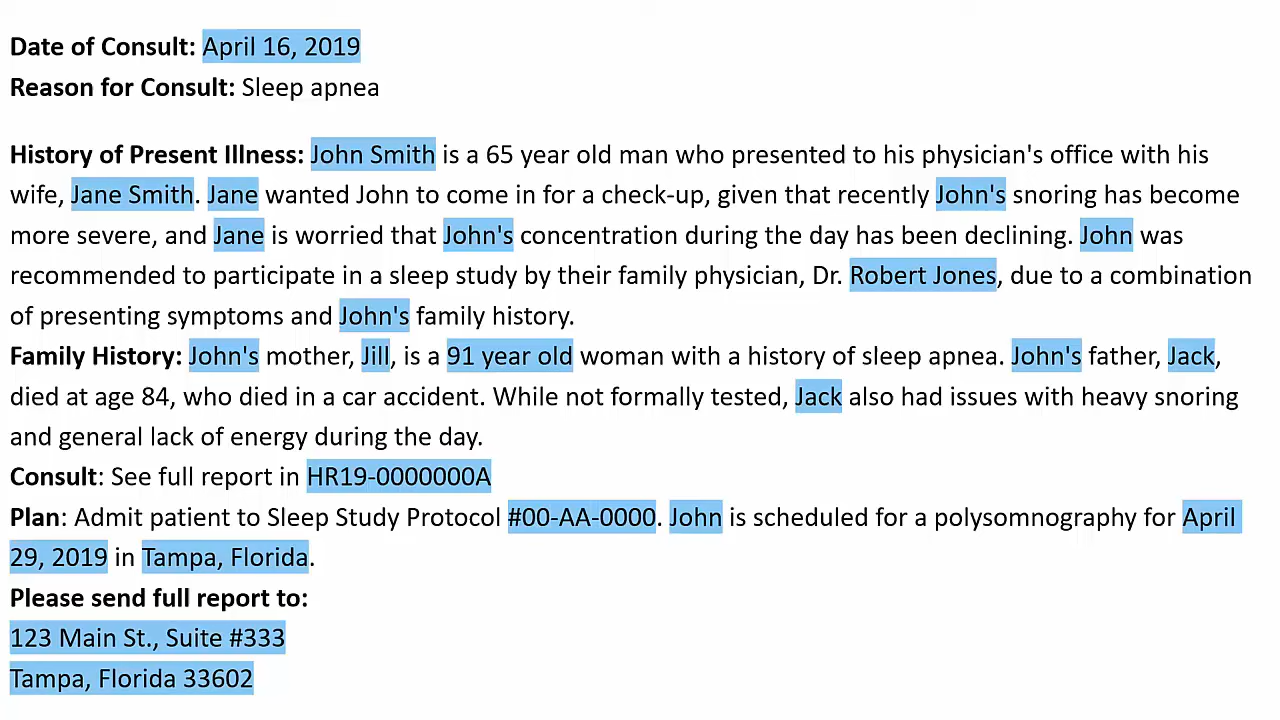 Date of Consult: April 16, 2019
Reason for Consult: Sleep apnea
History of Present Illness: John Smith is a 65 year old man who presented to his physician's office with his
wife, Jane Smith. Jane wanted John to come in for a check-up, given that recently John's snoring has become
more severe, and Jane is worried that John's concentration during the day has been declining. John was
recommended to participate in a sleep study by their family physician, Dr. Robert Jones, due to a combination
of presenting symptoms and John's family history.
Family History: John's mother, Jill, is a 91 year old woman with a history of sleep apnea. John's father, Jack,
died at age 84, who died in a car accident. While not formally tested, Jack also had issues with heavy snoring
and general lack of energy during the day.
Consult: See full report in HR19-0000000A
Plan: Admit patient to Sleep Study Protocol #00-AA-0000. John is scheduled for a polysomnography for April
29, 2019 in Tampa, Florida.
Please send full report to:
123 Main St., Suite #333
Tampa, Florida 33602